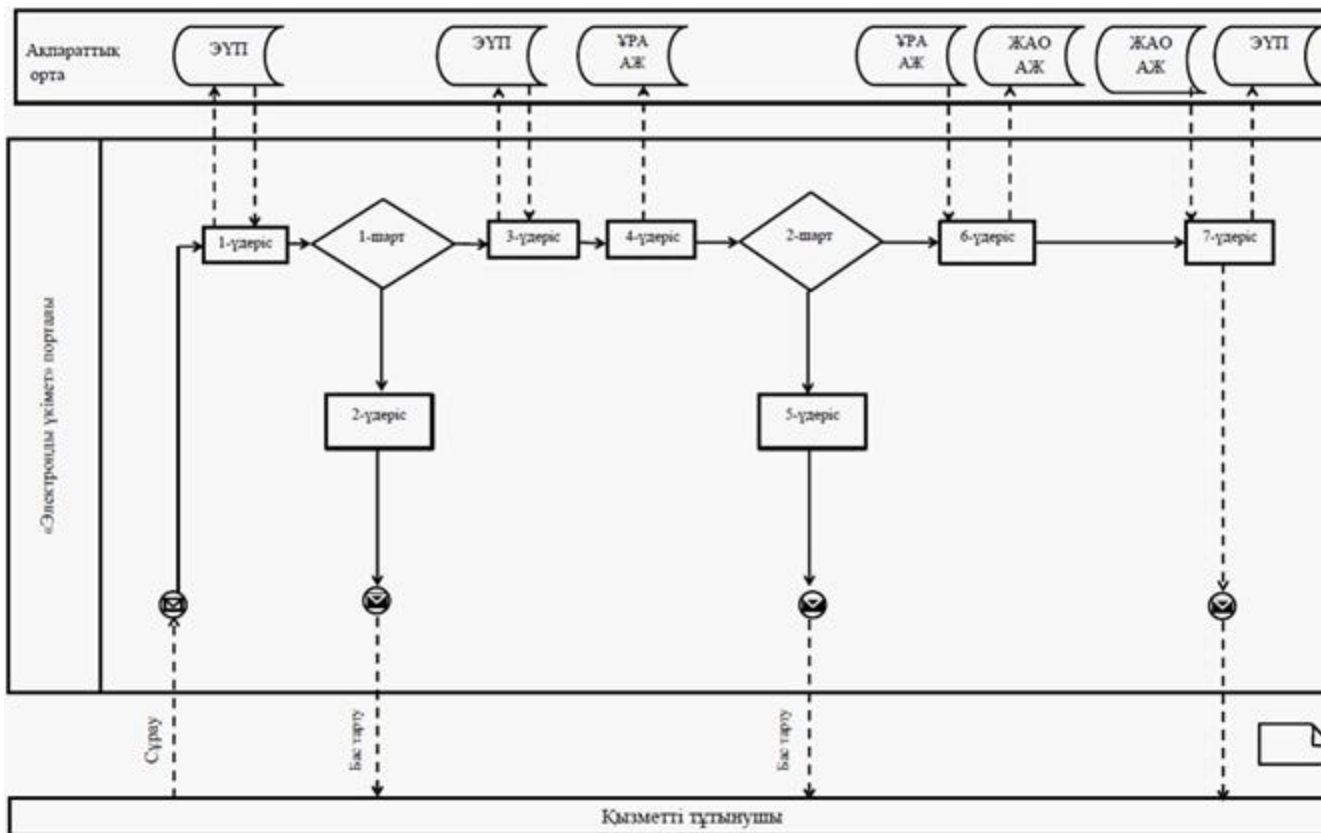 Ақпараттық
орта
ЭҮП
ЭҮП
ҰРА
АЖ
ҰРА
АЖ
ЖАО
АЖ
ЖАО
АЖ
ЭҮП
«Электронды үкімет» порталы
1-үдеріс
1-шарт
3-үдеріс
4-үдеріс
2-шарт
6-үдеріс
7-үдеріс
2-үдеріс
5-үдеріс
Сұрау
Бас тарту
Бас тарту
Қызметті тұтынушы